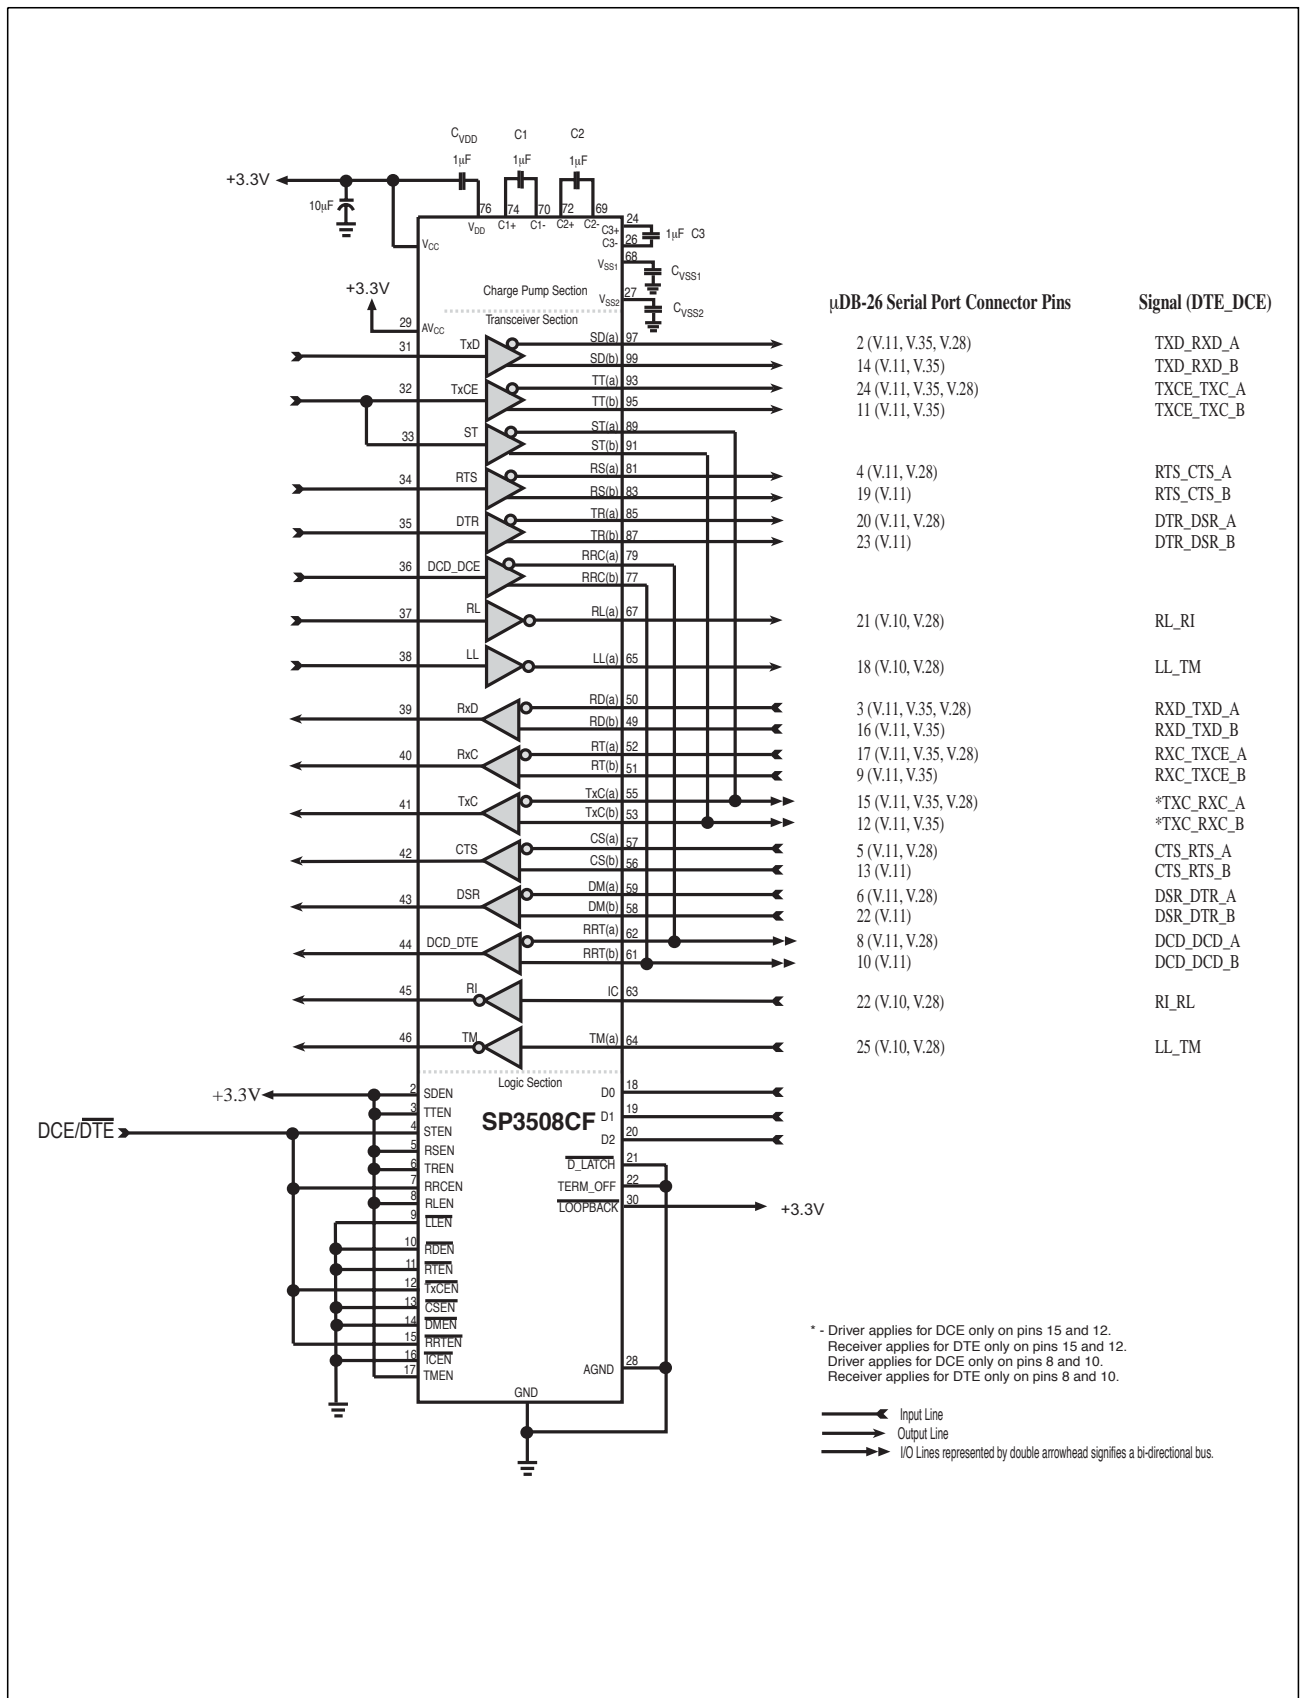 C_VDD C1 C2
1µF 1µF 1µF
+3.3V
10µF
76 74 70 72 69
V_DD C1+ C1- C2+ C2-
24
C3+
1µF C3
26
C3-
V_CC
68
V_SS1
C_VSS1
+3.3V
Charge Pump Section
27
V_SS2
C_VSS2
µDB-26 Serial Port Connector Pins Signal (DTE_DCE)
Transceiver Section
29 AV_CC
31 TxD SD(a) 97 2 (V.11, V.35, V.28) TXD_RXD_A
SD(b) 99 14 (V.11, V.35) TXD_RXD_B
32 TxCE TT(a) 93 24 (V.11, V.35, V.28) TXCE_TXC_A
TT(b) 95 11 (V.11, V.35) TXCE_TXC_B
33 ST ST(a) 89
ST(b) 91
34 RTS RS(a) 81 4 (V.11, V.28) RTS_CTS_A
RS(b) 83 19 (V.11) RTS_CTS_B
35 DTR TR(a) 85 20 (V.11, V.28) DTR_DSR_A
TR(b) 87 23 (V.11) DTR_DSR_B
36 DCD_DCE RRC(a) 79
RRC(b) 77
37 RL RL(a) 67 21 (V.10, V.28) RL_RI
38 LL LL(a) 65 18 (V.10, V.28) LL_TM
39 RxD RD(a) 50 3 (V.11, V.35, V.28) RXD_TXD_A
RD(b) 49 16 (V.11, V.35) RXD_TXD_B
40 RxC RT(a) 52 17 (V.11, V.35, V.28) RXC_TXCE_A
RT(b) 51 9 (V.11, V.35) RXC_TXCE_B
41 TxC TxC(a) 55 15 (V.11, V.35, V.28) *TXC_RXC_A
TxC(b) 53 12 (V.11, V.35) *TXC_RXC_B
42 CTS CS(a) 57 5 (V.11, V.28) CTS_RTS_A
CS(b) 56 13 (V.11) CTS_RTS_B
43 DSR DM(a) 59 6 (V.11, V.28) DSR_DTR_A
DM(b) 58 22 (V.11) DSR_DTR_B
44 DCD_DTE RRT(a) 62 8 (V.11, V.28) DCD_DCD_A
RRT(b) 61 10 (V.11) DCD_DCD_B
45 RI IC 63 22 (V.10, V.28) RI_RL
46 TM TM(a) 64 25 (V.10, V.28) LL_TM
Logic Section
+3.3V 2 SDEN D0 18
3 TTEN SP3508CF D1 19
DCE/DTE 4 STEN D2 20
5 RSEN
6 TREN D_LATCH 21
7 RRCEN TERM_OFF 22
8 RLEN LOOPBACK 30 +3.3V
9 LLEN
10 RDEN
11 RTEN
12 TxCEN
13 CSEN
14 DMEN
15 RRTEN
16 ICEN
17 TMEN AGND 28
GND
* - Driver applies for DCE only on pins 15 and 12.
Receiver applies for DTE only on pins 15 and 12.
Driver applies for DCE only on pins 8 and 10.
Receiver applies for DTE only on pins 8 and 10.
Input Line
Output Line
I/O Lines represented by double arrowhead signifies a bi-directional bus.